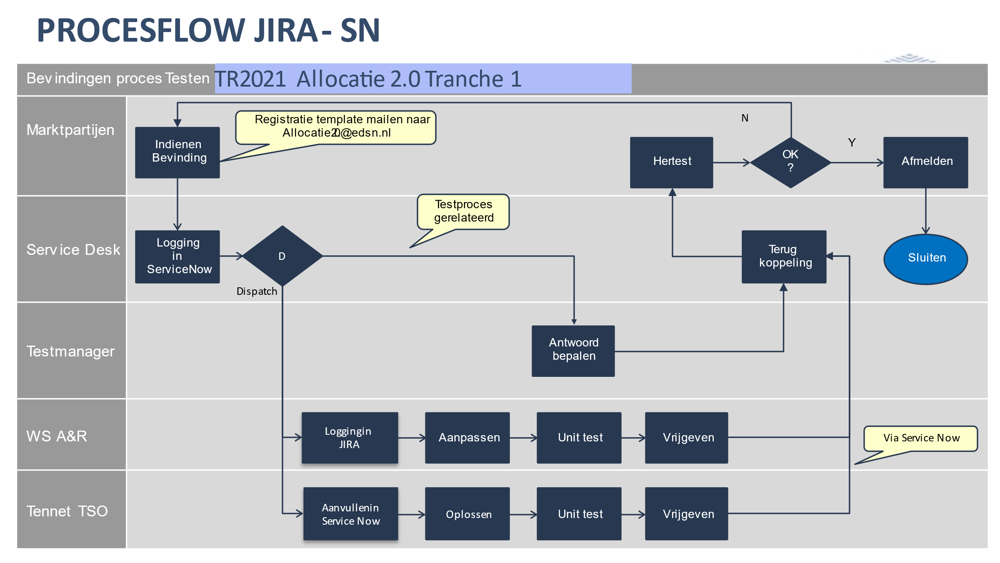 PROCESFLOW JIRA - SN
Bevindingen proces Testen TR2021 Allocatie 2.0 Tranche 1
Marktpartijen
Indienen
Bevinding
Registratie template mailen naar
Allocatie2.0@edsn.nl
Hertest
OK
?
N
Y
Afmelden
Service Desk
Logging
in
ServiceNow
D
Dispatch
Testproces
gerelateerd
Terug
koppeling
Sluiten
Testmanager
Antwoord
bepalen
WS A&R
Loggingin
JIRA
Aanpassen
Unit test
Vrijgeven
Via Service Now
Tennet TSO
Aanvullenin
Service Now
Oplossen
Unit test
Vrijgeven